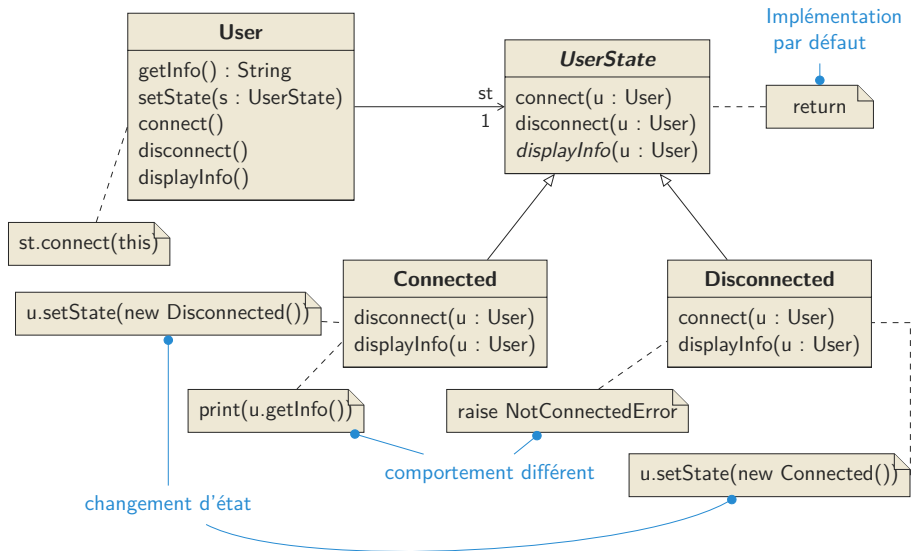 User
getInfo() : String
setState(s : UserState)
connect()
disconnect()
displayInfo()
st
1
UserState
connect(u : User)
disconnect(u : User)
displayInfo(u : User)
Implémentation
par défaut
return
st.connect(this)
Connected
disconnect(u : User)
displayInfo(u : User)
Disconnected
connect(u : User)
displayInfo(u : User)
u.setState(new Disconnected())
print(u.getInfo())
raise NotConnectedError
comportement différent
u.setState(new Connected())
changement d'état